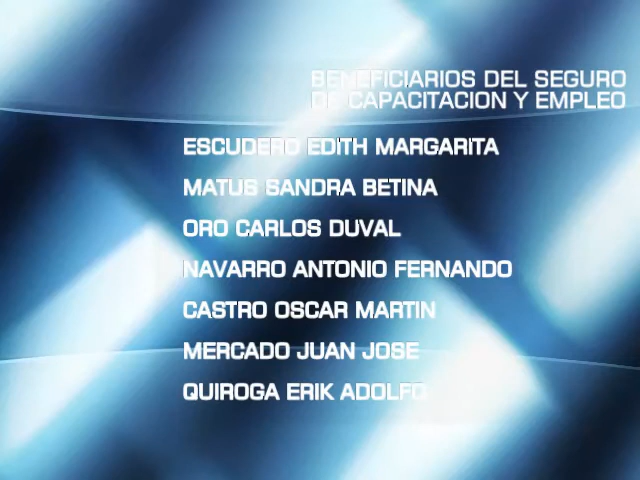 BENEFICIARIOS DEL SEGURO
DE CAPACITACION Y EMPLEO
ESCUDERO EDITH MARGARITA
MATUS SANDRA BETINA
ORO CARLOS DUVAL
NAVARRO ANTONIO FERNANDO
CASTRO OSCAR MARTIN
MERCADO JUAN JOSE
QUIROGA ERIK ADOLFO